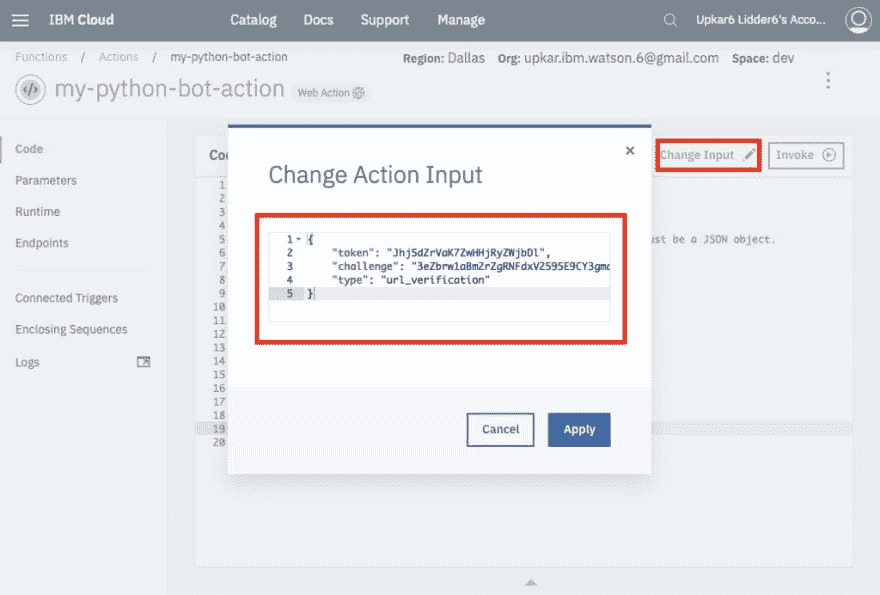 IBM Cloud Catalog Docs Support Manage Upkar6 Lidder6's Acco...
Functions / Actions / my-python-bot-action Region: Dallas Org: upkar.ibm.watson.6@gmail.com Space: dev
my-python-bot-action Web Action
Code
Parameters
Runtime
Endpoints
Connected Triggers
Enclosing Sequences
Logs
Change Input Invoke
1
2
3
4
5 ust be a JSON object.
6
7
8
9
10
11
12
13
14
15
16
17
18
19
20
Change Action Input
1 {
2 "token":
3 "challenge":
4 "type": "url_verification"
5 }
Cancel Apply